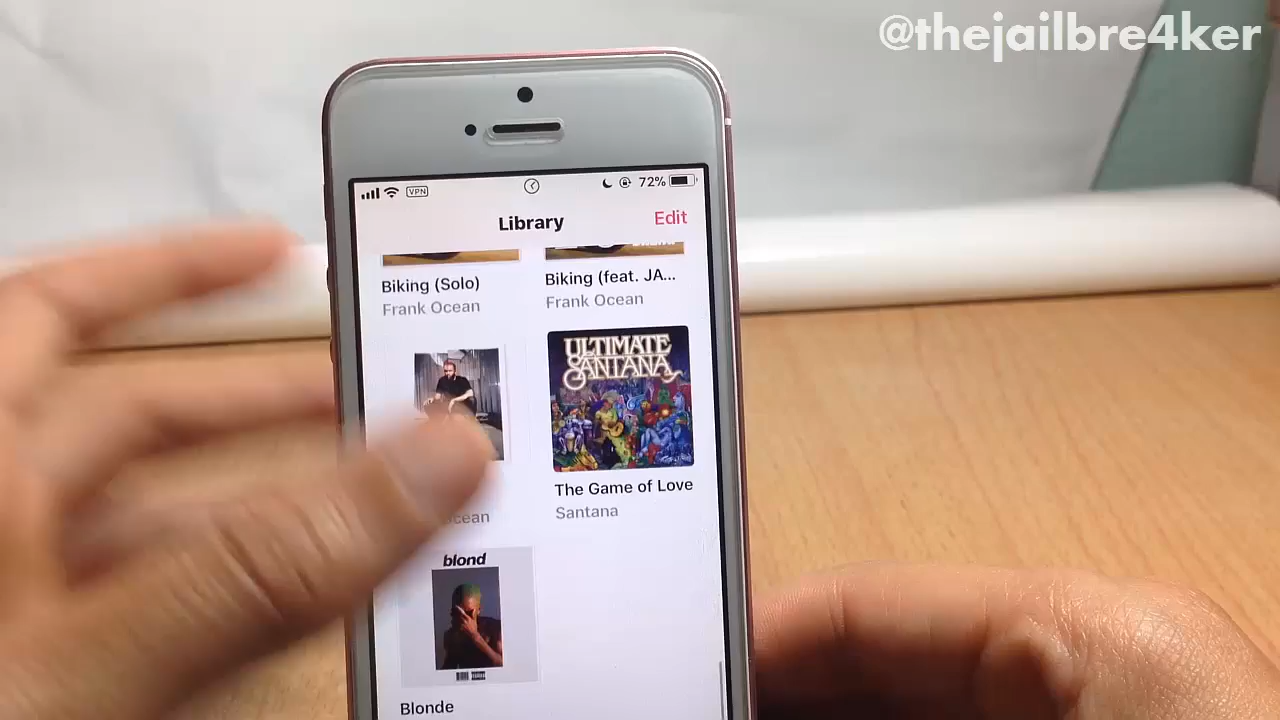 @thejailbre4ker
VPN
72%
Library
Edit
Biking (Solo)
Frank Ocean
Biking (feat. JA...
Frank Ocean
ULTIMATE
SANTANA
The Game of Love
Santana
blond
Blonde